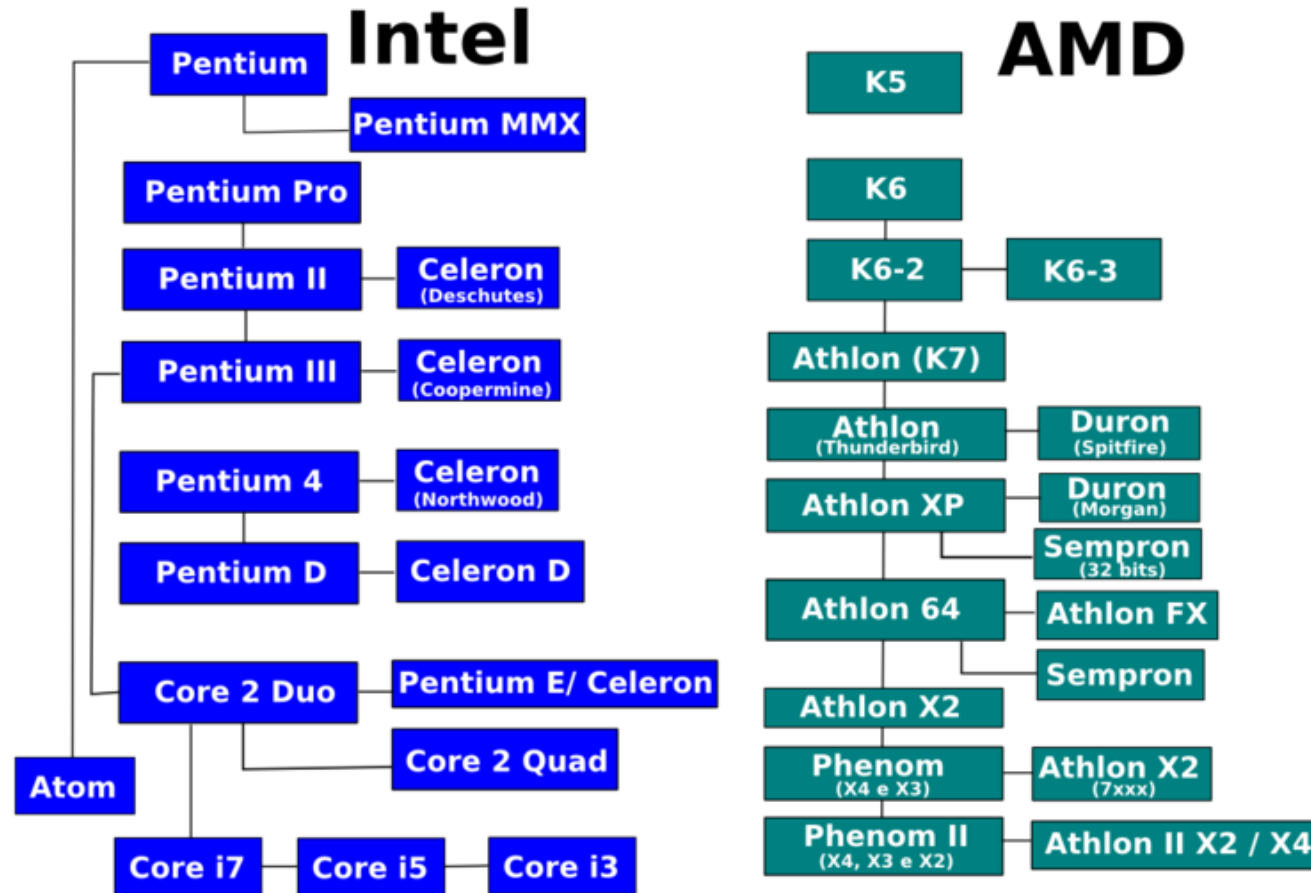 Intel
Pentium
Pentium MMX
Pentium Pro
Pentium II
Celeron
(Deschutes)
Pentium III
Celeron
(Coopermine)
Pentium 4
Celeron
(Northwood)
Pentium D
Celeron D
Core 2 Duo
Pentium E/ Celeron
Core 2 Quad
Atom
Core i7
Core i5
Core i3
AMD
K5
K6
K6-2
K6-3
Athlon (K7)
Athlon
(Thunderbird)
Duron
(Spitfire)
Athlon XP
Duron
(Morgan)
Sempron
(32 bits)
Athlon 64
Athlon FX
Sempron
Athlon X2
Phenom
(X4 e X3)
Athlon X2
(7xxx)
Phenom II
(X4, X3 e X2)
Athlon II X2 / X4